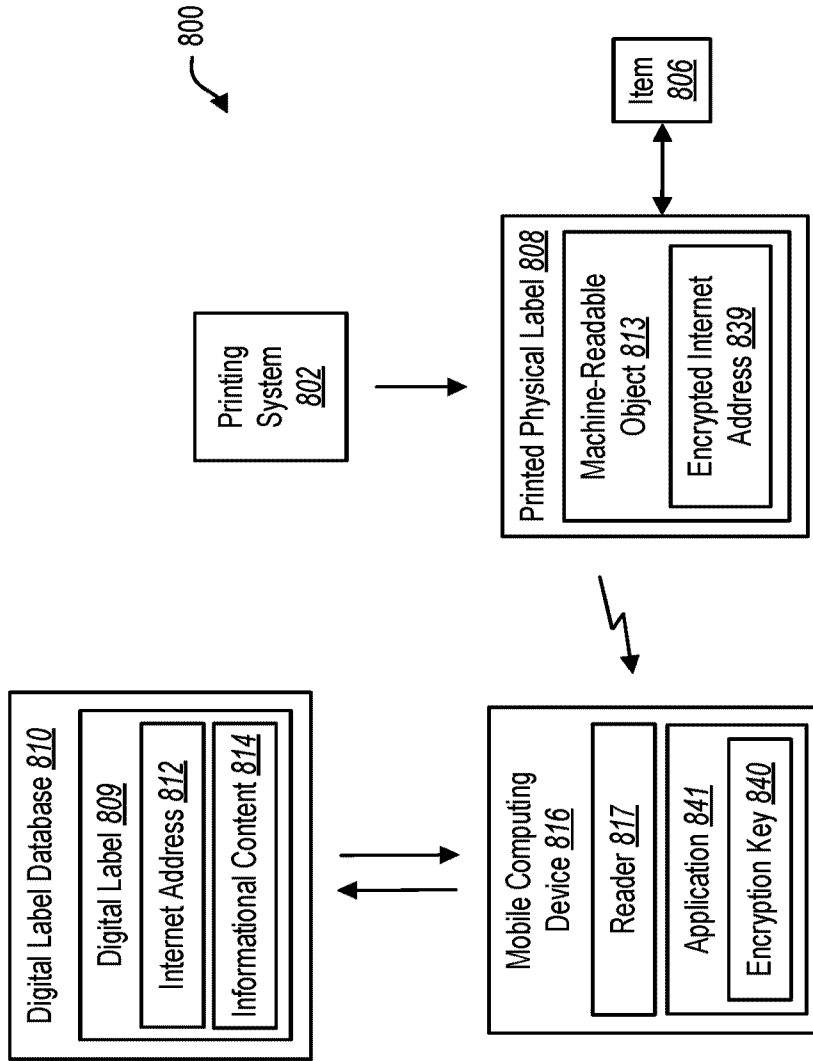 800
Digital Label Database 810
Digital Label 809
Internet Address 812
Informational Content 814
Printing
System
802
Mobile Computing
Device 816
Reader 817
Application 841
Encryption Key 840
Printed Physical Label 808
Machine-Readable
Object 813
Encrypted Internet
Address 839
Item
806